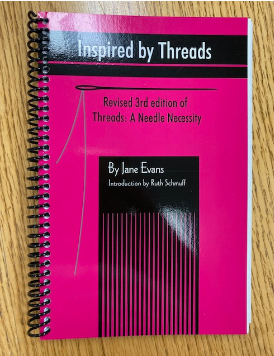 Inspired by Threads
Revised 3rd edition of
Threads: A Needle Necessity
By Jane Evans
Introduction by Ruth Schmuff